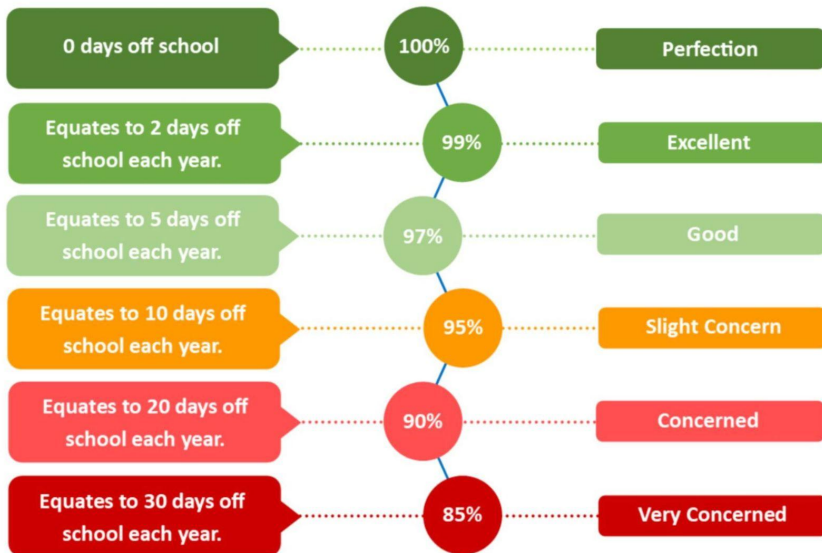 0 days off school
100%
Perfection
Equates to 2 days off
school each year.
99%
Excellent
Equates to 5 days off
school each year.
97%
Good
Equates to 10 days off
school each year.
95%
Slight Concern
Equates to 20 days off
school each year.
90%
Concerned
Equates to 30 days off
school each year.
85%
Very Concerned